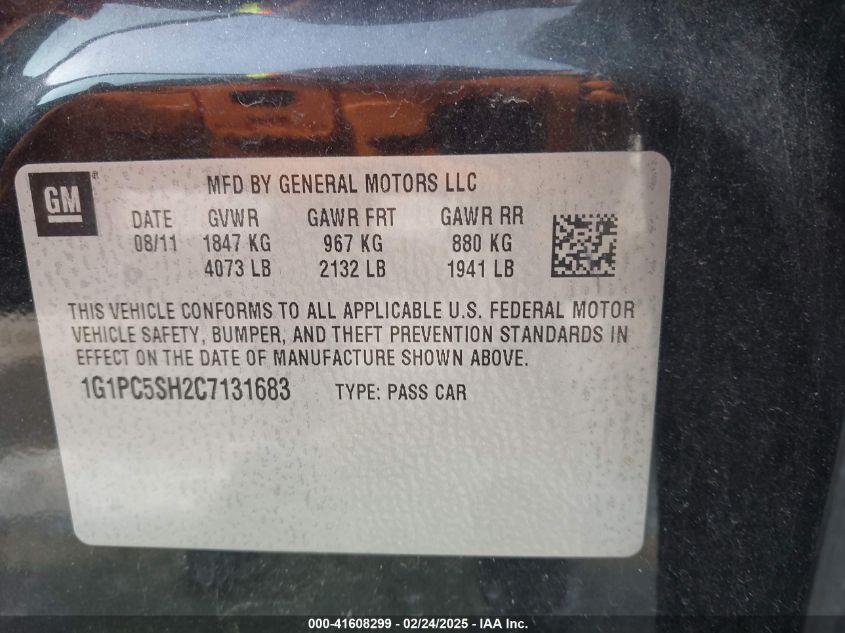 GM
MFD BY GENERAL MOTORS LLC
DATE GVWR GAWR FRT GAWR RR
08/11 1847 KG 967 KG 880 KG
4073 LB 2132 LB 1941 LB
THIS VEHICLE CONFORMS TO ALL APPLICABLE U.S. FEDERAL MOTOR
VEHICLE SAFETY, BUMPER, AND THEFT PREVENTION STANDARDS IN
EFFECT ON THE DATE OF MANUFACTURE SHOWN ABOVE.
1G1PC5SH2C7131683 TYPE: PASS CAR
000-41608299 - 02/24/2025 - © IAA, Inc.